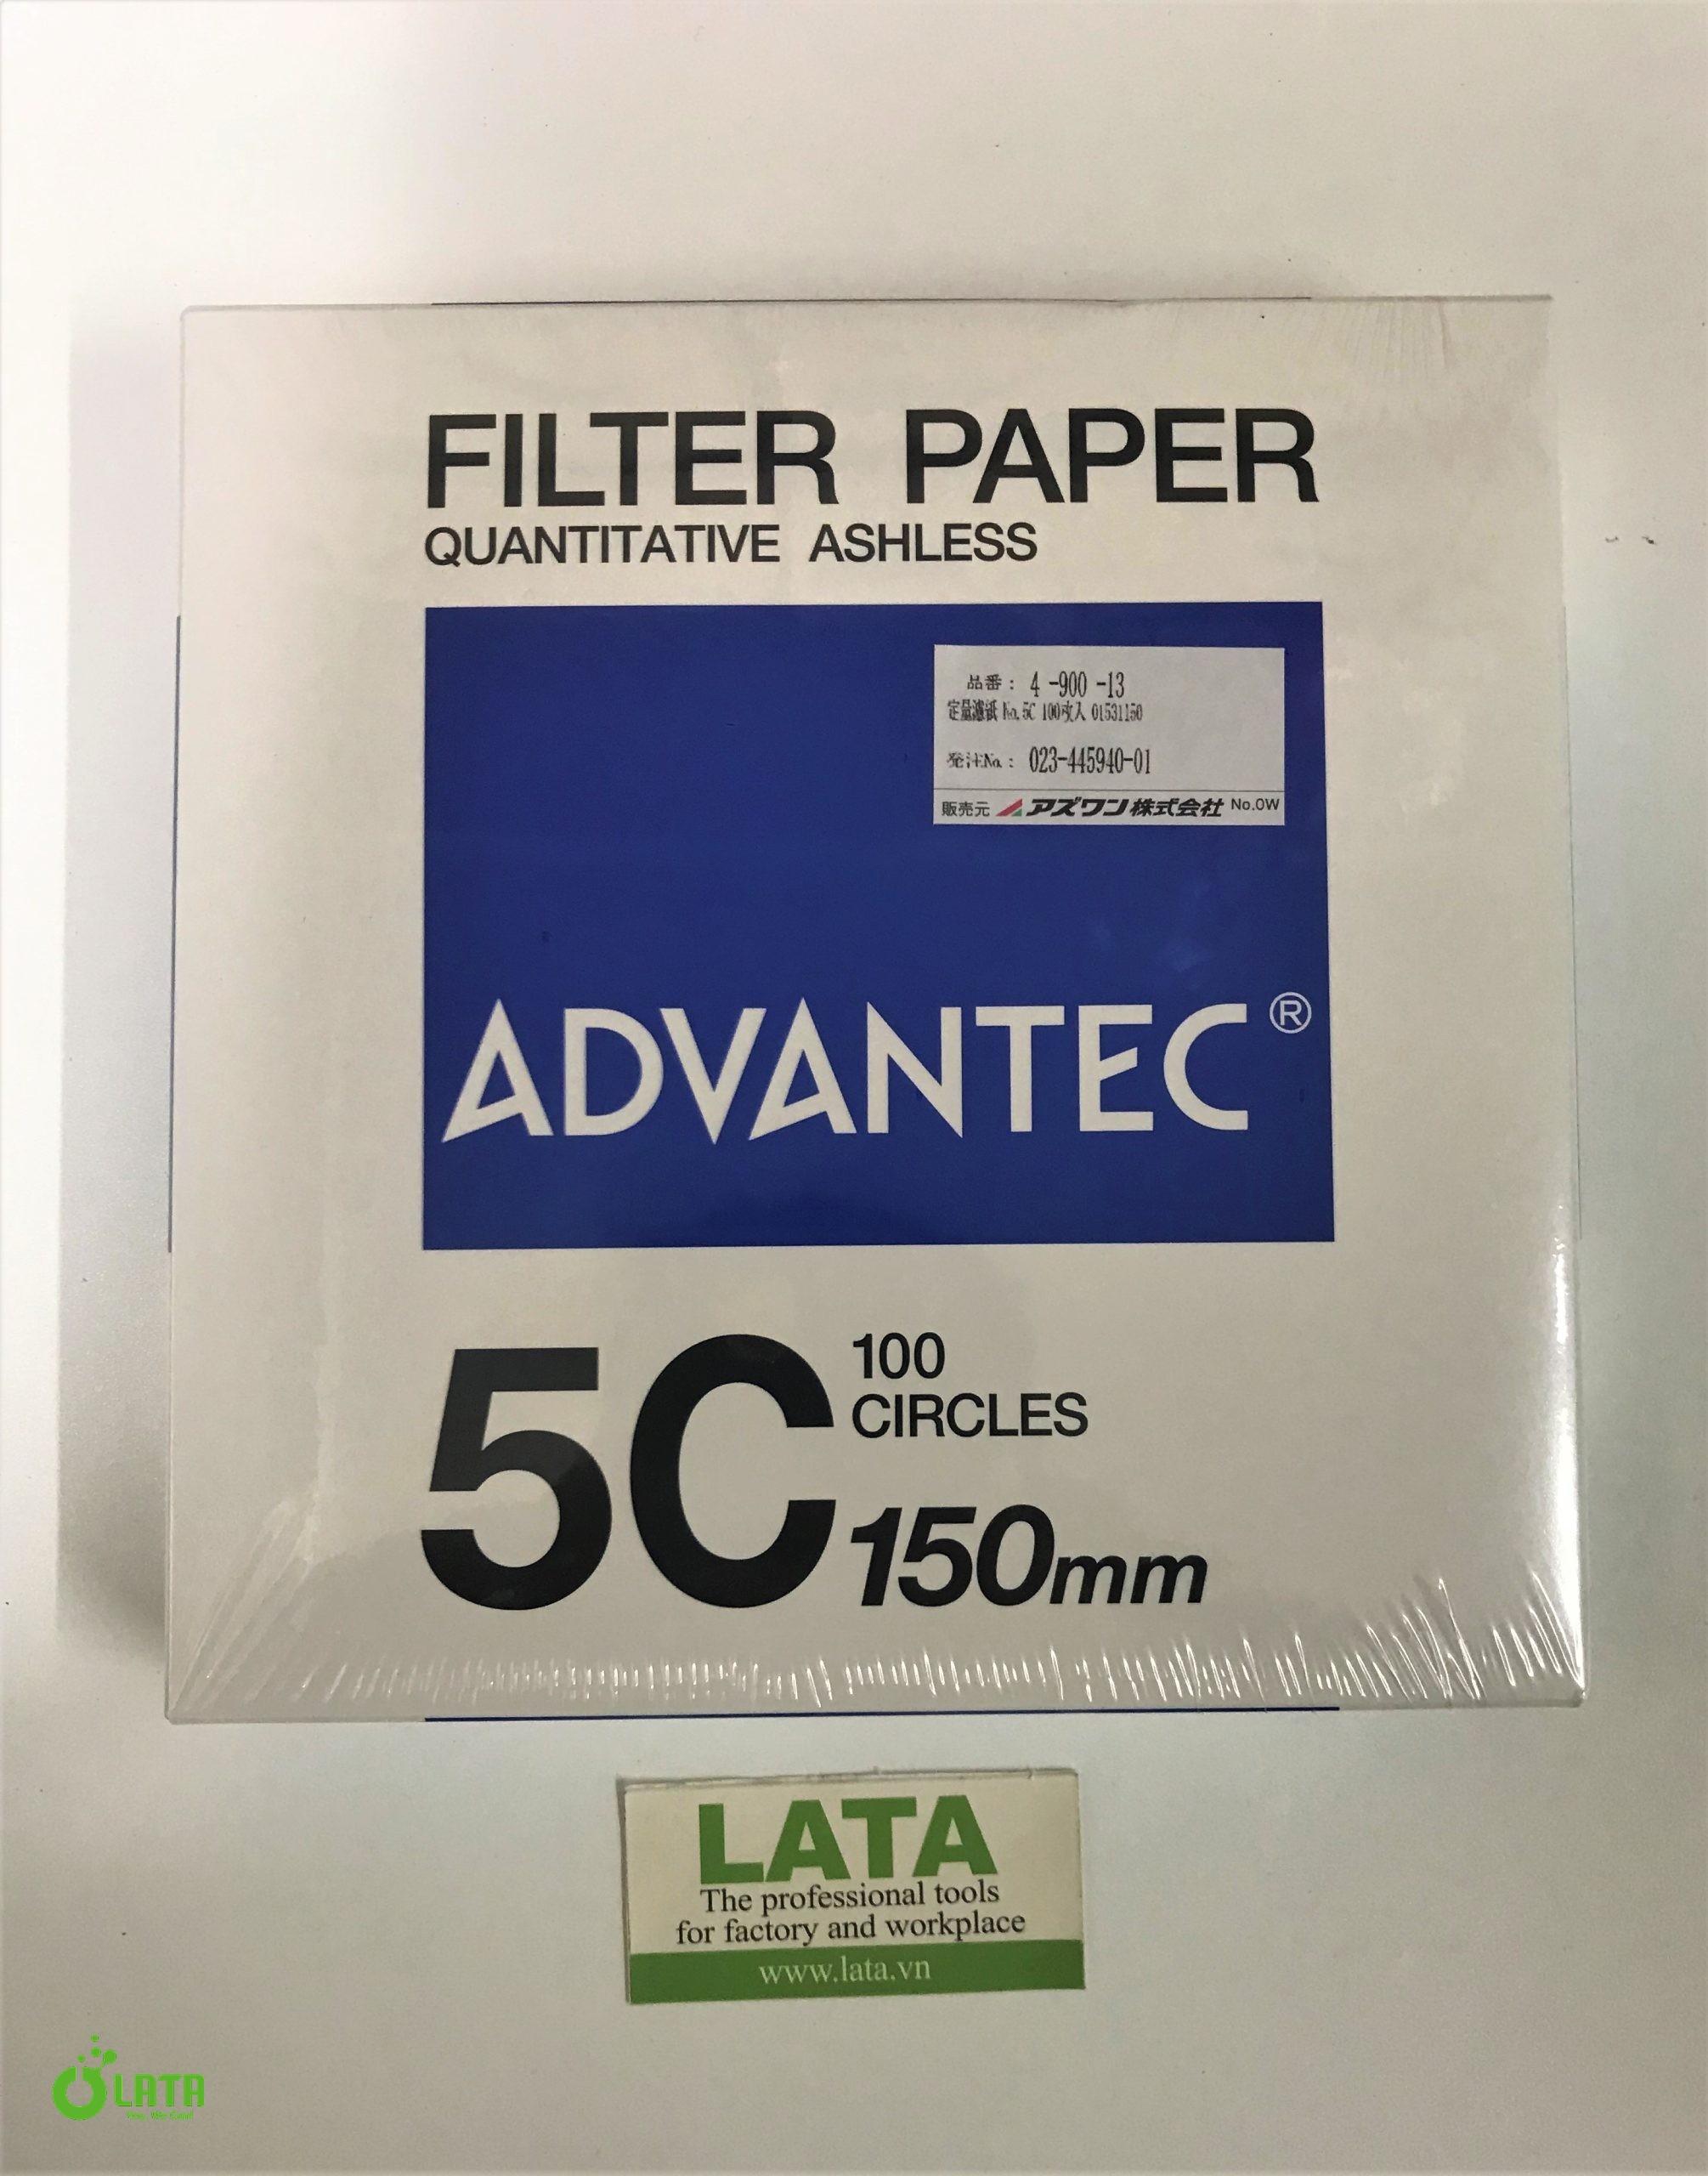 FILTER PAPER
QUANTITATIVE ASHLESS
品番： 4 -900 -13
定量濾紙 No.5C 100枚入 01531150
発注No.： 023-445940-01
販売元 アズワン株式会社 No.0W
ADVANTEC®
5C
100
CIRCLES
150mm
LATA
The professional tools
for factory and workplace
www.lata.vn
LATA